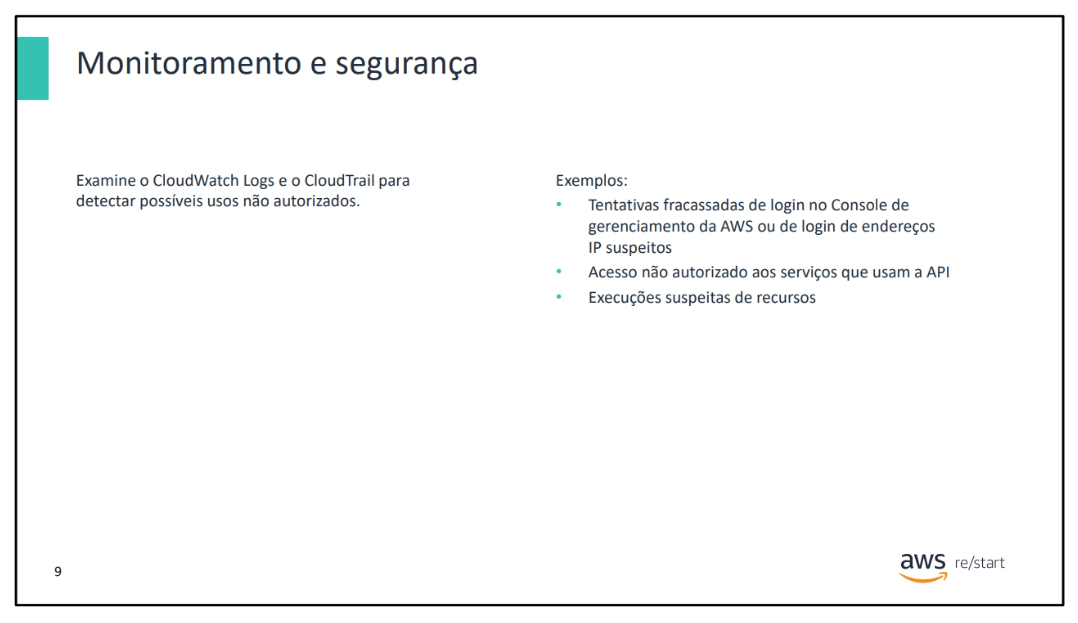 Monitoramento e segurança
Examine o CloudWatch Logs e o CloudTrail para
detectar possíveis usos não autorizados.
Exemplos:
• Tentativas fracassadas de login no Console de
gerenciamento da AWS ou de login de endereços
IP suspeitos
• Acesso não autorizado aos serviços que usam a API
• Execuções suspeitas de recursos
9
aws re/start